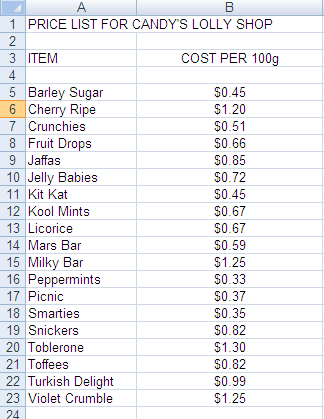 A B
1 PRICE LIST FOR CANDY'S LOLLY SHOP
2
3 ITEM COST PER 100g
4
5 Barley Sugar $0.45
6 Cherry Ripe $1.20
7 Crunchies $0.51
8 Fruit Drops $0.66
9 Jaffas $0.85
10 Jelly Babies $0.72
11 Kit Kat $0.45
12 Kool Mints $0.67
13 Licorice $0.67
14 Mars Bar $0.59
15 Milky Bar $1.25
16 Peppermints $0.33
17 Picnic $0.37
18 Smarties $0.35
19 Snickers $0.82
20 Toblerone $1.30
21 Toffees $0.82
22 Turkish Delight $0.99
23 Violet Crumble $1.25
24